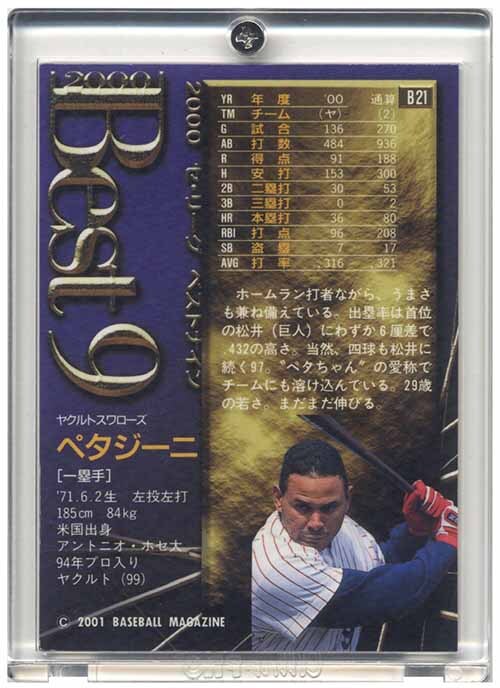 2000
Best 9
2000 セ・リーグ ベストナイン
B21
YR 年度 '00 通算
TM チーム (ヤ) (2)
G 試合 136 270
AB 打数 484 936
R 得点 91 188
H 安打 153 300
2B 二塁打 30 53
3B 三塁打 0 2
HR 本塁打 36 80
RBI 打点 96 208
SB 盗塁 7 17
AVG 打率 .316 .321
ホームラン打者ながら、うまさ
も兼ね備えている。出塁率は首位
の松井（巨人）にわずか6厘差で
.432の高さ。当然、四球も松井に
続く97。〝ペタちゃん〟の愛称で
チームにも溶け込んでいる。29歳
の若さ。まだまだ伸びる。
ヤクルトスワローズ
ペタジーニ
[一塁手]
'71.6.2生 左投左打
185cm 84kg
米国出身
アントニオ・ホセ大
94年プロ入り
ヤクルト（99）
© 2001 BASEBALL MAGAZINE